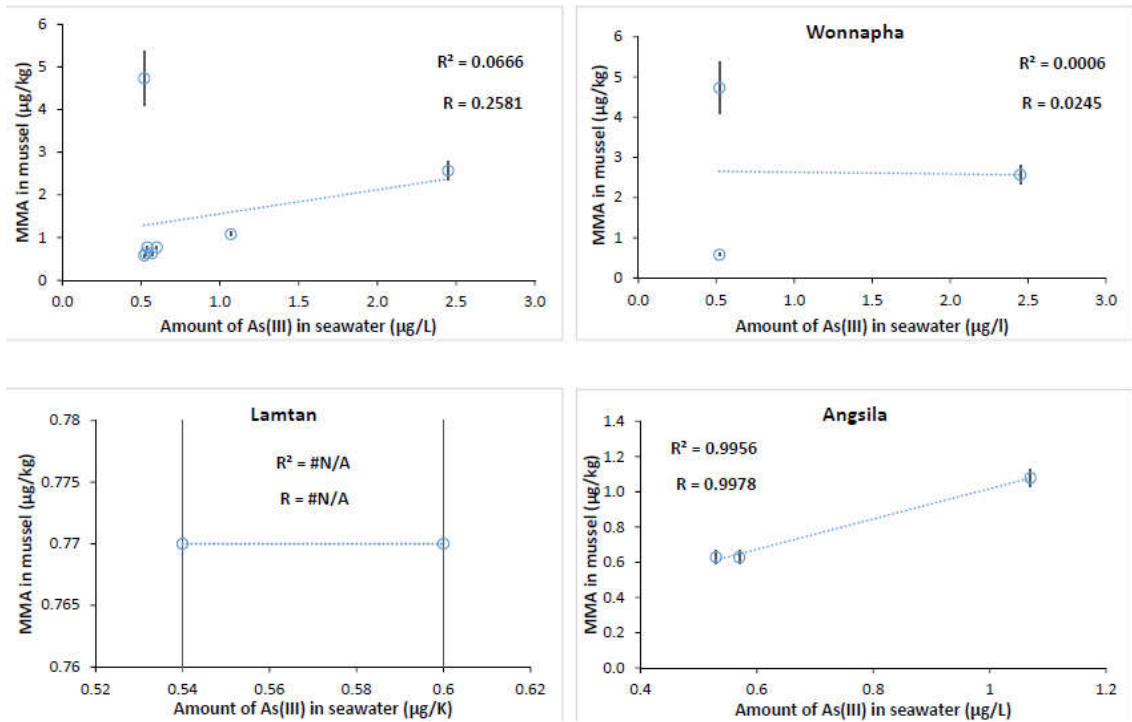 6
5
4
3
2
1
0
MMA in mussel (µg/kg)
R² = 0.0666
R = 0.2581
0.0 0.5 1.0 1.5 2.0 2.5 3.0
Amount of As(III) in seawater (µg/L)
Wonnapha
6
5
4
3
2
1
0
MMA in mussel (µg/kg)
R² = 0.0006
R = 0.0245
0.0 0.5 1.0 1.5 2.0 2.5 3.0
Amount of As(III) in seawater (µg/l)
Lamtan
0.78
0.775
0.77
0.765
0.76
MMA in mussel (µg/kg)
R² = #N/A
R = #N/A
0.52 0.54 0.56 0.58 0.6 0.62
Amount of As(III) in seawater (µg/K)
Angsila
1.4
1.2
1.0
0.8
0.6
0.4
0.2
0.0
MMA in mussel (µg/kg)
R² = 0.9956
R = 0.9978
0.4 0.6 0.8 1 1.2
Amount of As(III) in seawater (µg/L)